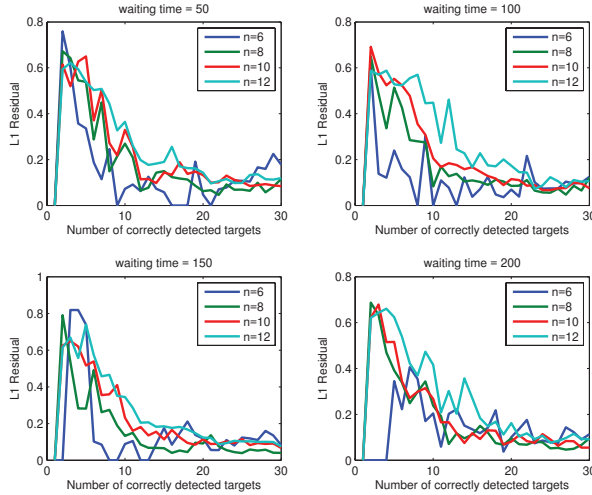 waiting time = 50
0.8
0.6
0.4
0.2
0
L1 Residual
n=6
n=8
n=10
n=12
0
10
20
30
Number of correctly detected targets
waiting time = 100
0.8
0.6
0.4
0.2
0
L1 Residual
n=6
n=8
n=10
n=12
0
10
20
30
Number of correctly detected targets
waiting time = 150
1
0.8
0.6
0.4
0.2
0
L1 Residual
n=6
n=8
n=10
n=12
0
10
20
30
Number of correctly detected targets
waiting time = 200
0.8
0.6
0.4
0.2
0
L1 Residual
n=6
n=8
n=10
n=12
0
10
20
30
Number of correctly detected targets